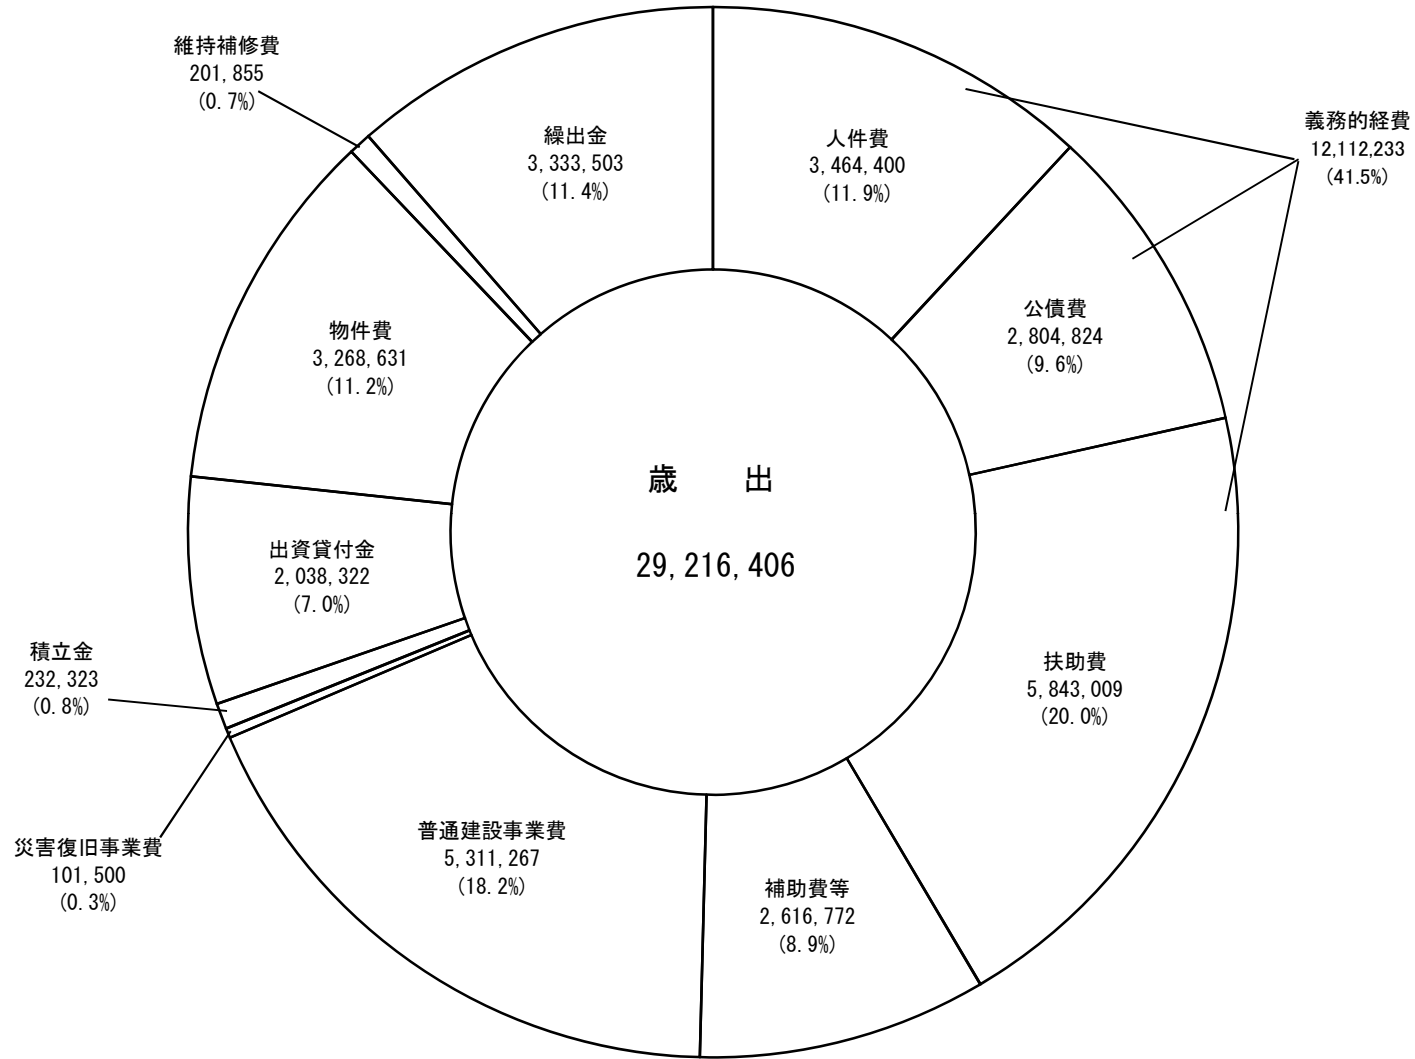 維持補修費
201,855
(0.7%)
繰出金
3,333,503
(11.4%)
人件費
3,464,400
(11.9%)
義務的経費
12,112,233
(41.5%)
公債費
2,804,824
(9.6%)
物件費
3,268,631
(11.2%)
歳 出
29,216,406
出資貸付金
2,038,322
(7.0%)
積立金
232,323
(0.8%)
扶助費
5,843,009
(20.0%)
災害復旧事業費
101,500
(0.3%)
普通建設事業費
5,311,267
(18.2%)
補助費等
2,616,772
(8.9%)